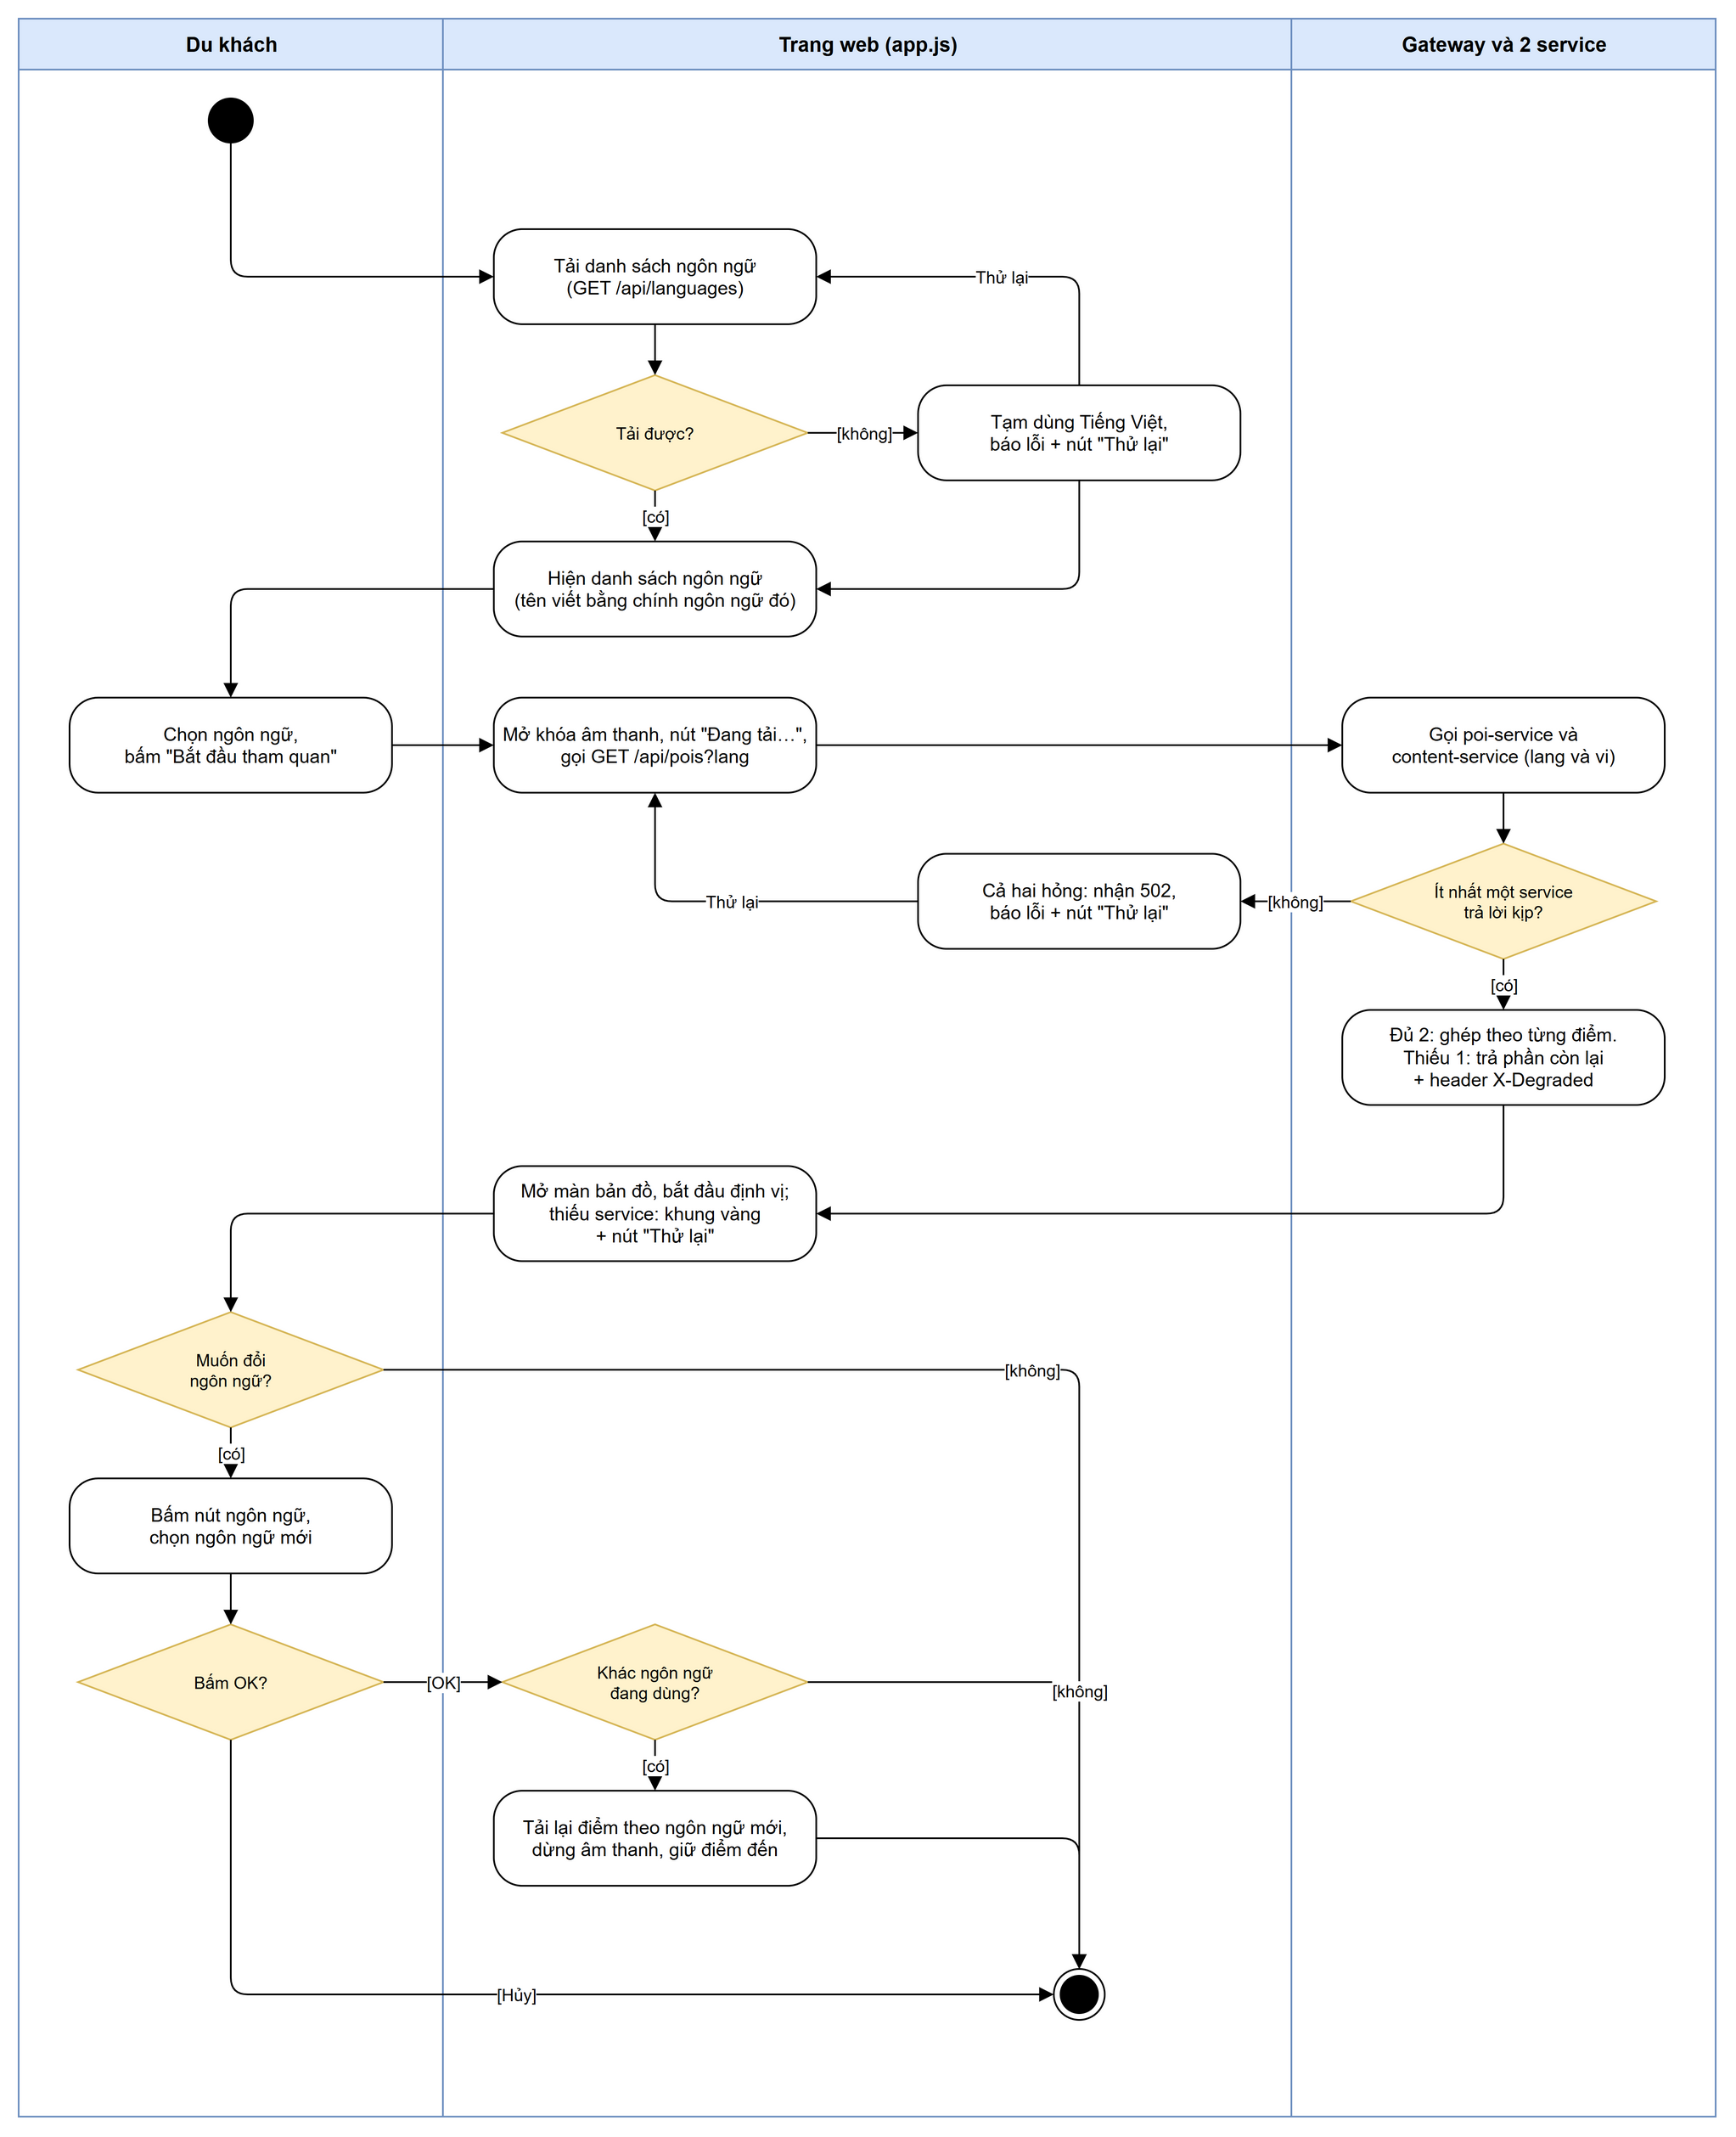 Du khách
Trang web (app.js)
Gateway và 2 service
Tải danh sách ngôn ngữ
(GET /api/languages)
Thử lại
Tải được?
[không]
Tạm dùng Tiếng Việt,
báo lỗi + nút "Thử lại"
[có]
Hiện danh sách ngôn ngữ
(tên viết bằng chính ngôn ngữ đó)
Chọn ngôn ngữ,
bấm "Bắt đầu tham quan"
Mở khóa âm thanh, nút "Đang tải…",
gọi GET /api/pois?lang
Gọi poi-service và
content-service (lang và vi)
Thử lại
Cả hai hỏng: nhận 502,
báo lỗi + nút "Thử lại"
[không]
Ít nhất một service
trả lời kịp?
[có]
Đủ 2: ghép theo từng điểm.
Thiếu 1: trả phần còn lại
+ header X-Degraded
Mở màn bản đồ, bắt đầu định vị;
thiếu service: khung vàng
+ nút "Thử lại"
Muốn đổi
ngôn ngữ?
[không]
[có]
Bấm nút ngôn ngữ,
chọn ngôn ngữ mới
Bấm OK?
[OK]
Khác ngôn ngữ
đang dùng?
[không]
[có]
Tải lại điểm theo ngôn ngữ mới,
dừng âm thanh, giữ điểm đến
[Hủy]